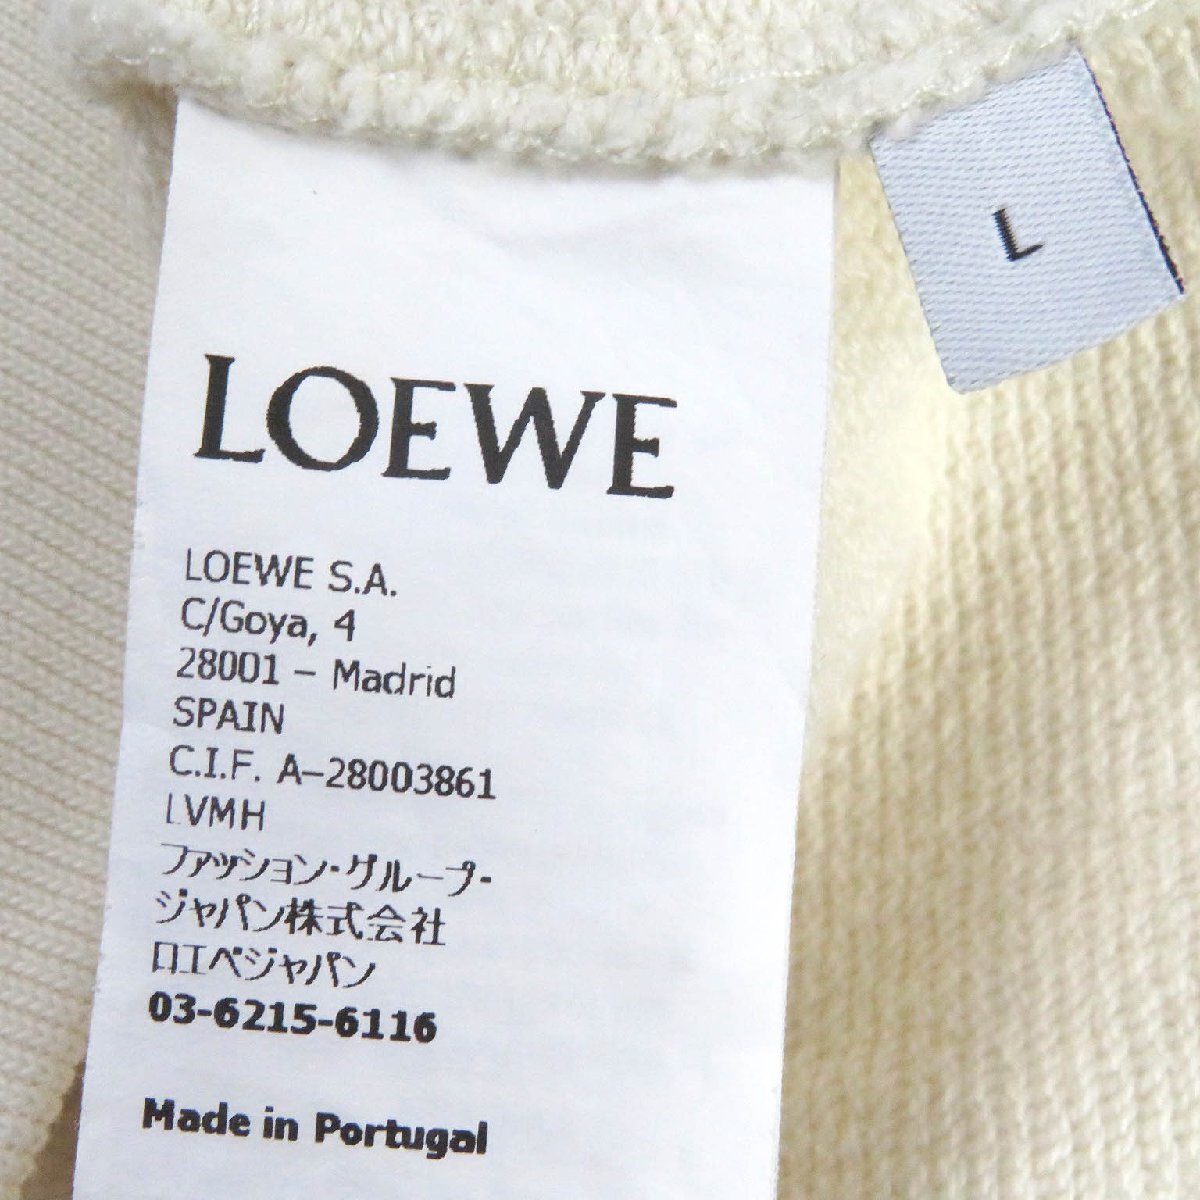 LOEWE
LOEWE S.A.
C/Goya, 4
28001 – Madrid
SPAIN
C.I.F. A–28003861
LVMH
ファッション・グループ・
ジャパン株式会社
ロエベジャパン
03-6215-6116
Made in Portugal
L